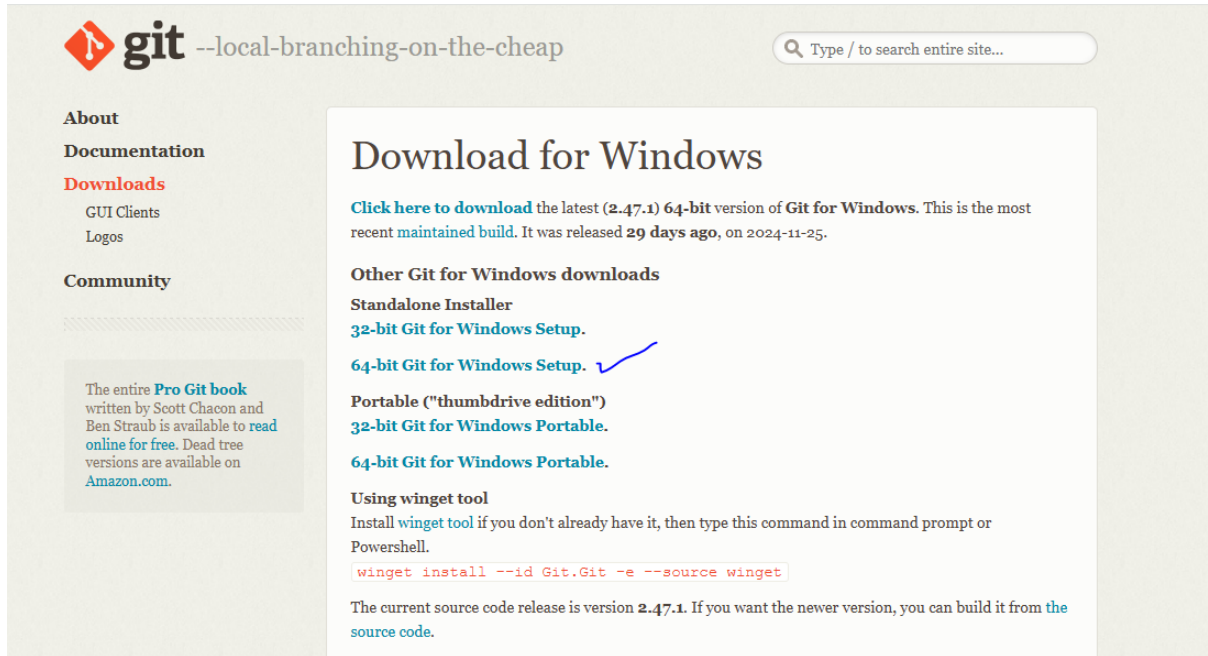 git --local-branching-on-the-cheap
Type / to search entire site...
About
Documentation
Downloads
GUI Clients
Logos
Community
The entire Pro Git book
written by Scott Chacon and
Ben Straub is available to read
online for free. Dead tree
versions are available on
Amazon.com.
Download for Windows
Click here to download the latest (2.47.1) 64-bit version of Git for Windows. This is the most
recent maintained build. It was released 29 days ago, on 2024-11-25.
Other Git for Windows downloads
Standalone Installer
32-bit Git for Windows Setup.
64-bit Git for Windows Setup.
Portable ("thumbdrive edition")
32-bit Git for Windows Portable.
64-bit Git for Windows Portable.
Using winget tool
Install winget tool if you don't already have it, then type this command in command prompt or
Powershell.
winget install --id Git.Git -e --source winget
The current source code release is version 2.47.1. If you want the newer version, you can build it from the
source code.